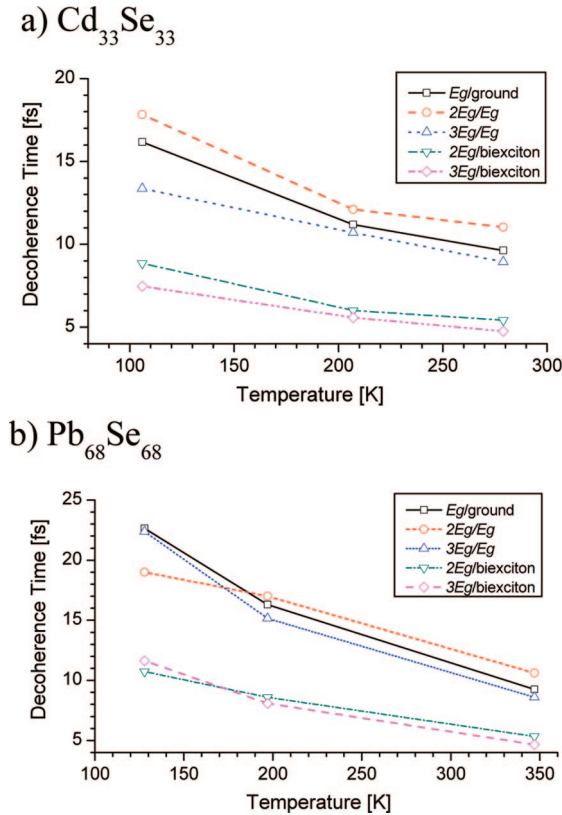 a) Cd33Se33
20
15
10
5
Decoherence Time [fs]
Eg/ground
2Eg/Eg
3Eg/Eg
2Eg/biexciton
3Eg/biexciton
100 150 200 250 300
Temperature [K]
b) Pb68Se68
25
20
15
10
5
Decoherence Time [fs]
Eg/ground
2Eg/Eg
3Eg/Eg
2Eg/biexciton
3Eg/biexciton
100 150 200 250 300 350
Temperature [K]